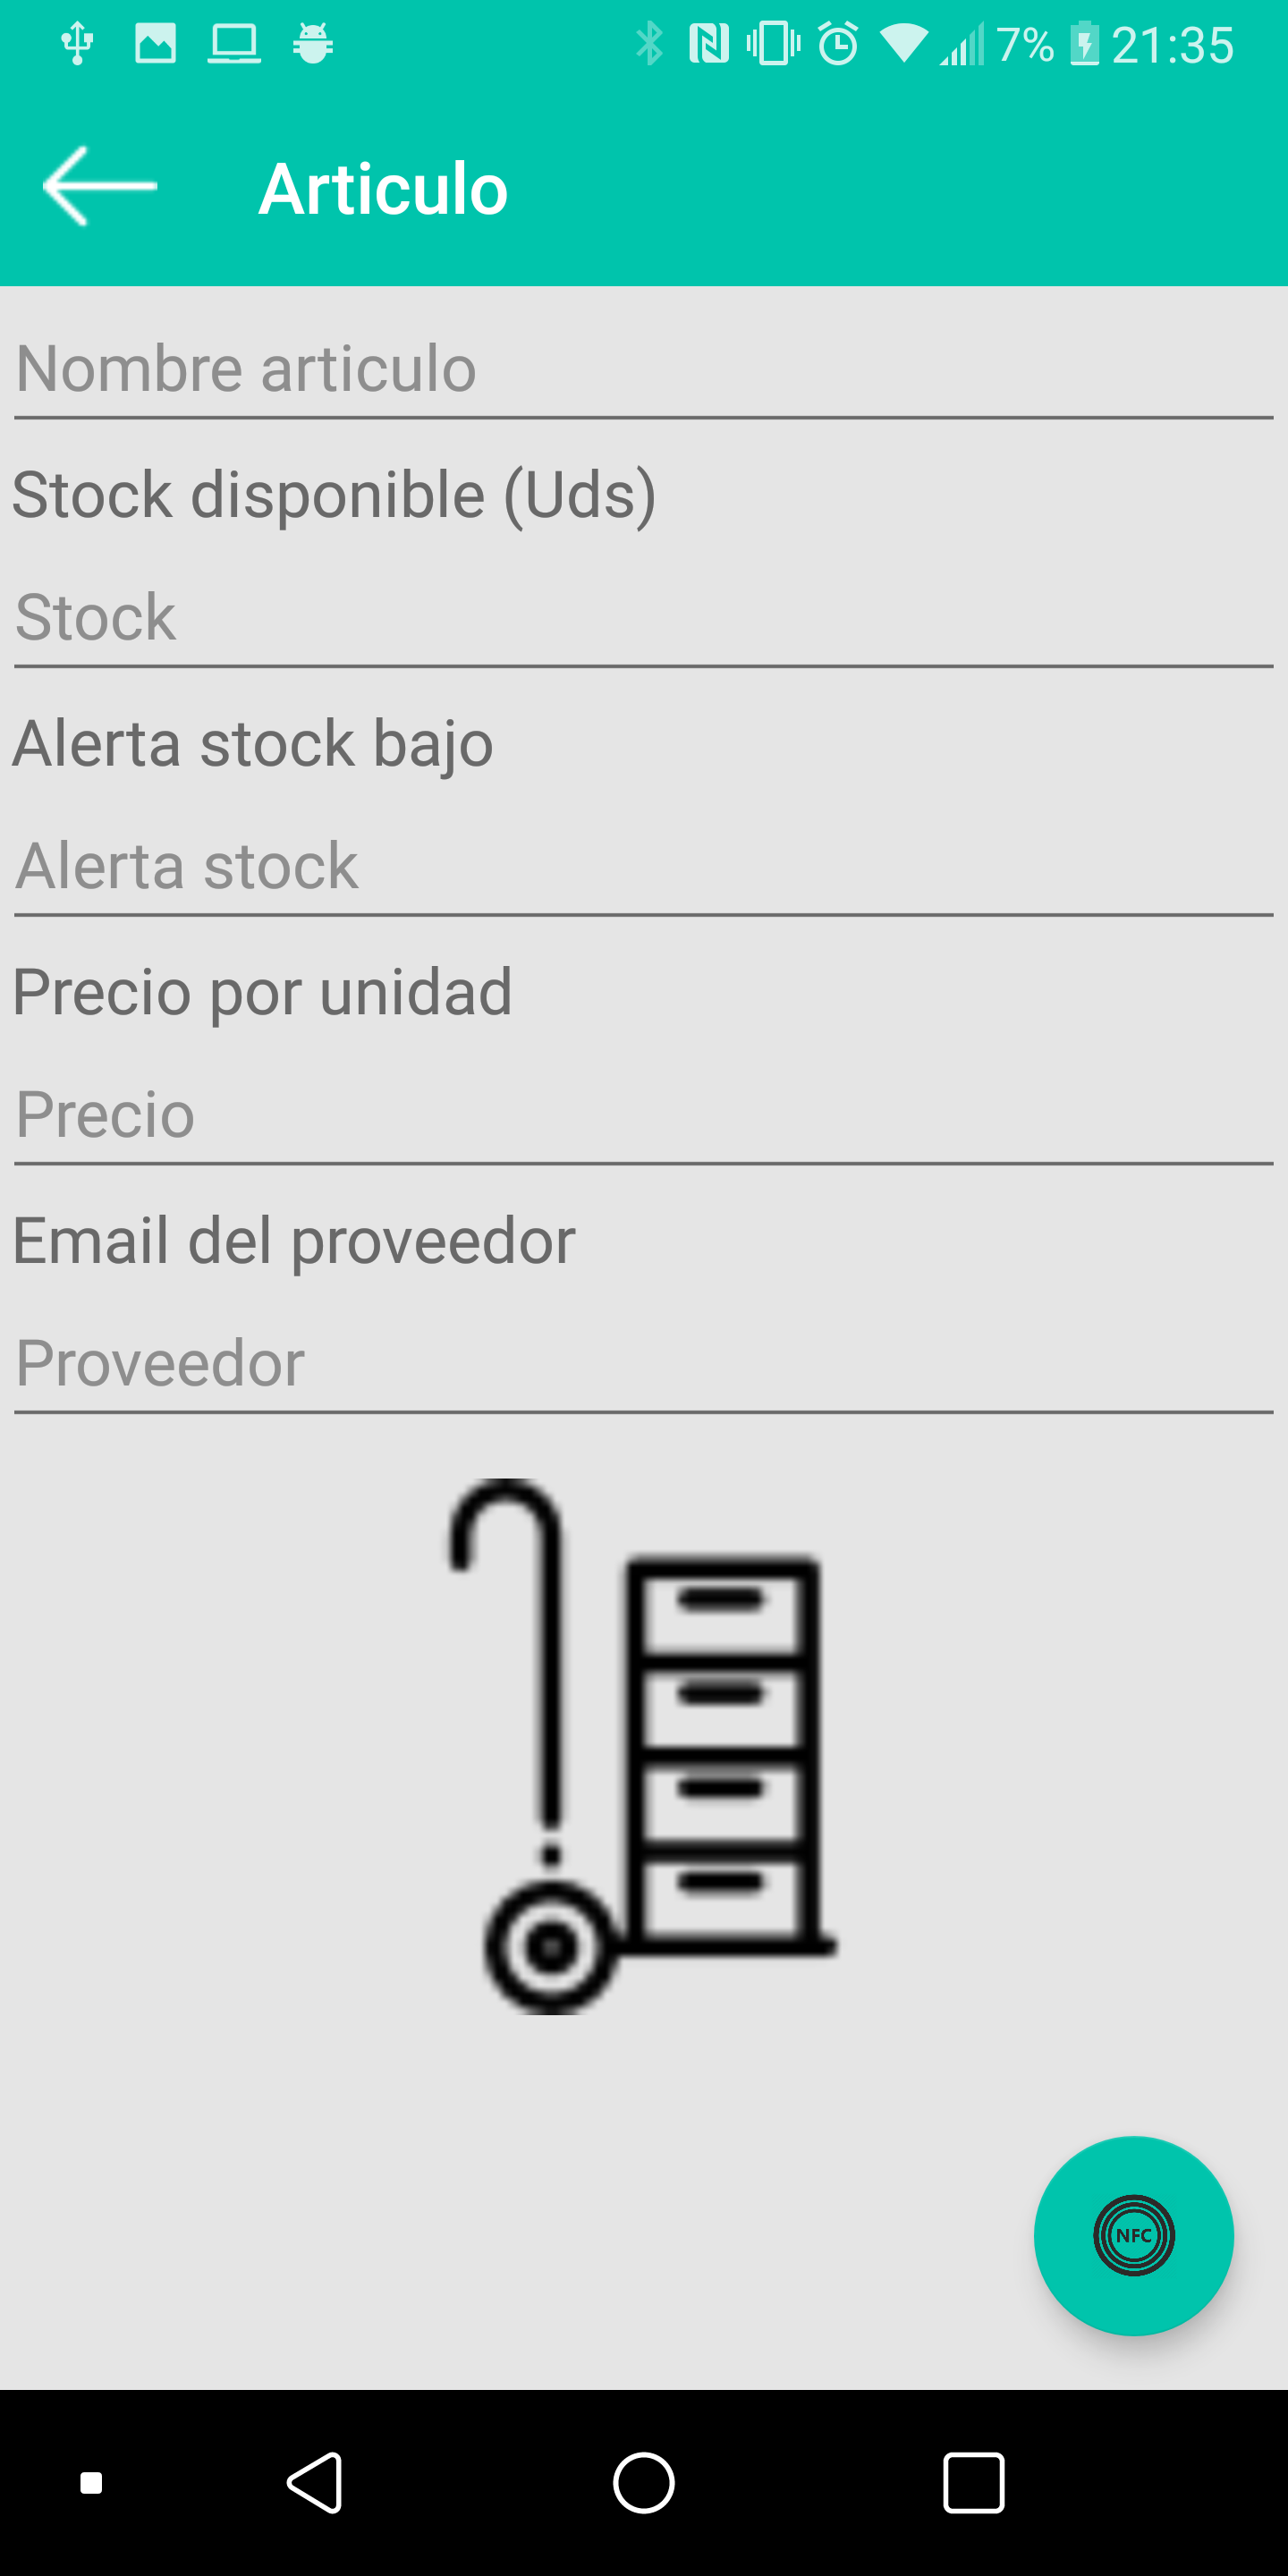 7% 21:35
Articulo
Nombre articulo
Stock disponible (Uds)
Stock
Alerta stock bajo
Alerta stock
Precio por unidad
Precio
Email del proveedor
Proveedor
NFC